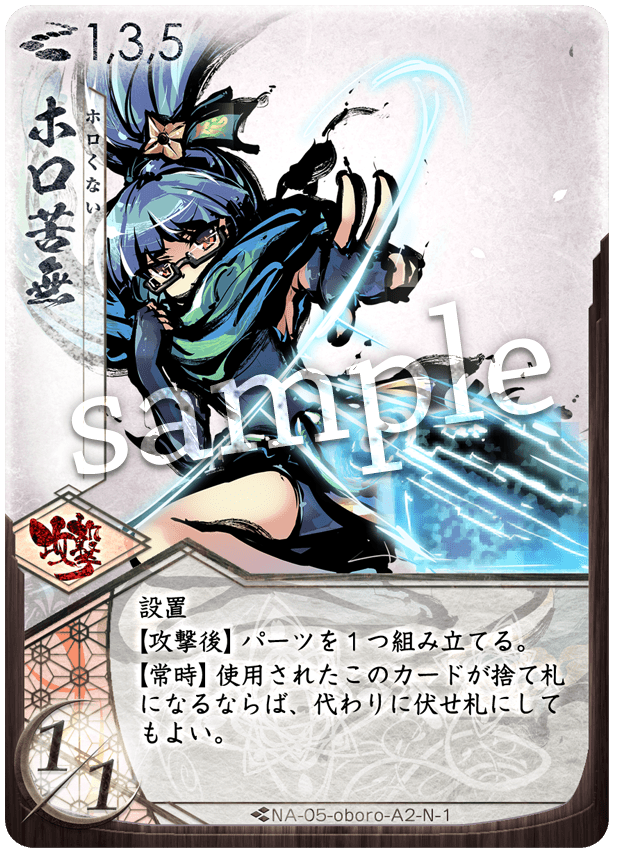 1,3,5
ホロ苦無
ホロくない
sample
攻撃
設置
【攻撃後】パーツを1つ組み立てる。
【常時】使用されたこのカードが捨て札
になるならば、代わりに伏せ札にして
もよい。
1/1
NA-05-oboro-A2-N-1